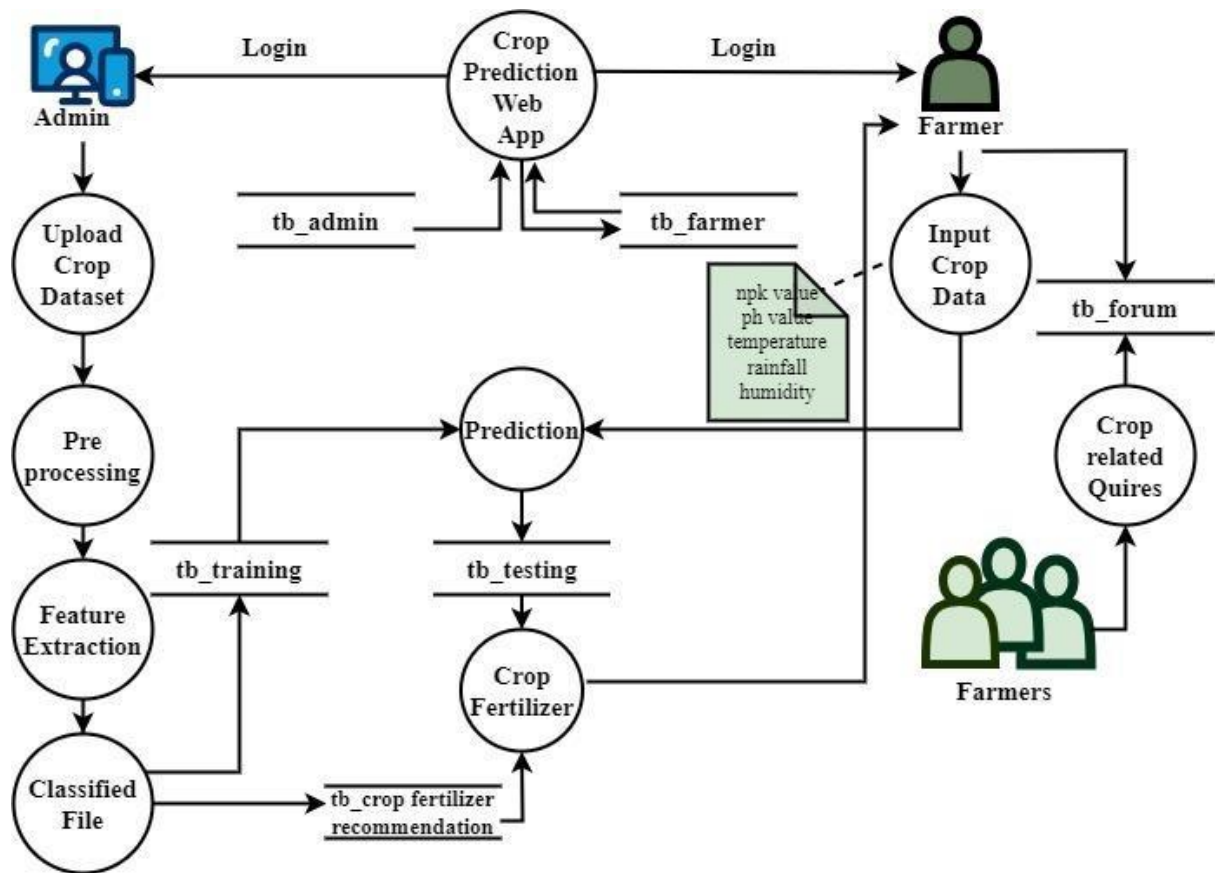 Login
Crop
Prediction
Web
App
Login
Admin
Farmer
tb_admin
tb_farmer
Upload
Crop
Dataset
Input
Crop
Data
npk value
ph value
temperature
rainfall
humidity
tb_forum
Pre
processing
Prediction
Crop
related
Quires
tb_training
tb_testing
Feature
Extraction
Crop
Fertilizer
Farmers
Classified
File
tb_crop fertilizer
recommendation